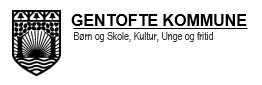 GENTOFTE KOMMUNE
Børn og Skole, Kultur, Unge og fritid